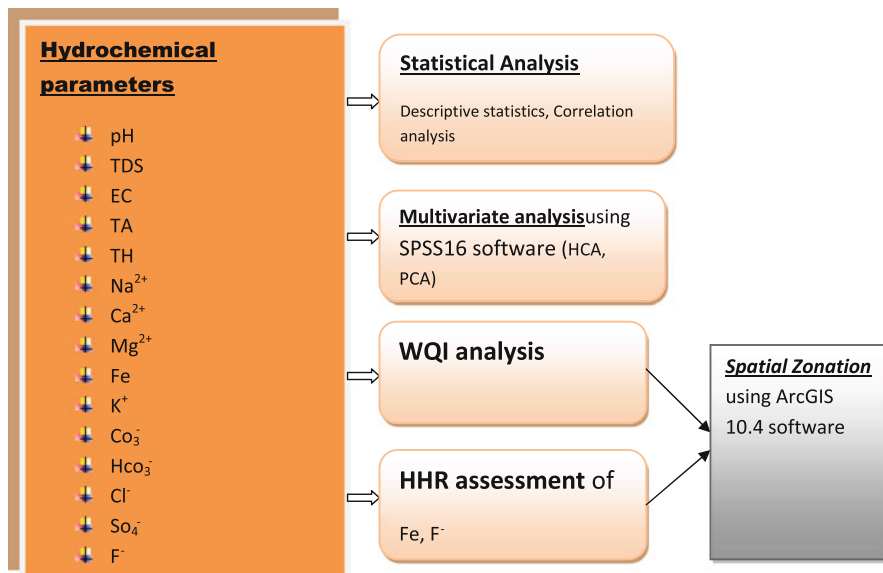 Hydrochemical
parameters
pH
TDS
EC
TA
TH
Na²⁺
Ca²⁺
Mg²⁺
Fe
K⁺
Co₃⁻
Hco₃⁻
Cl⁻
So₄⁻
F⁻
Statistical Analysis
Descriptive statistics, Correlation
analysis
Multivariate analysisusing
SPSS16 software (HCA,
PCA)
WQI analysis
HHR assessment of
Fe, F⁻
Spatial Zonation
using ArcGIS
10.4 software